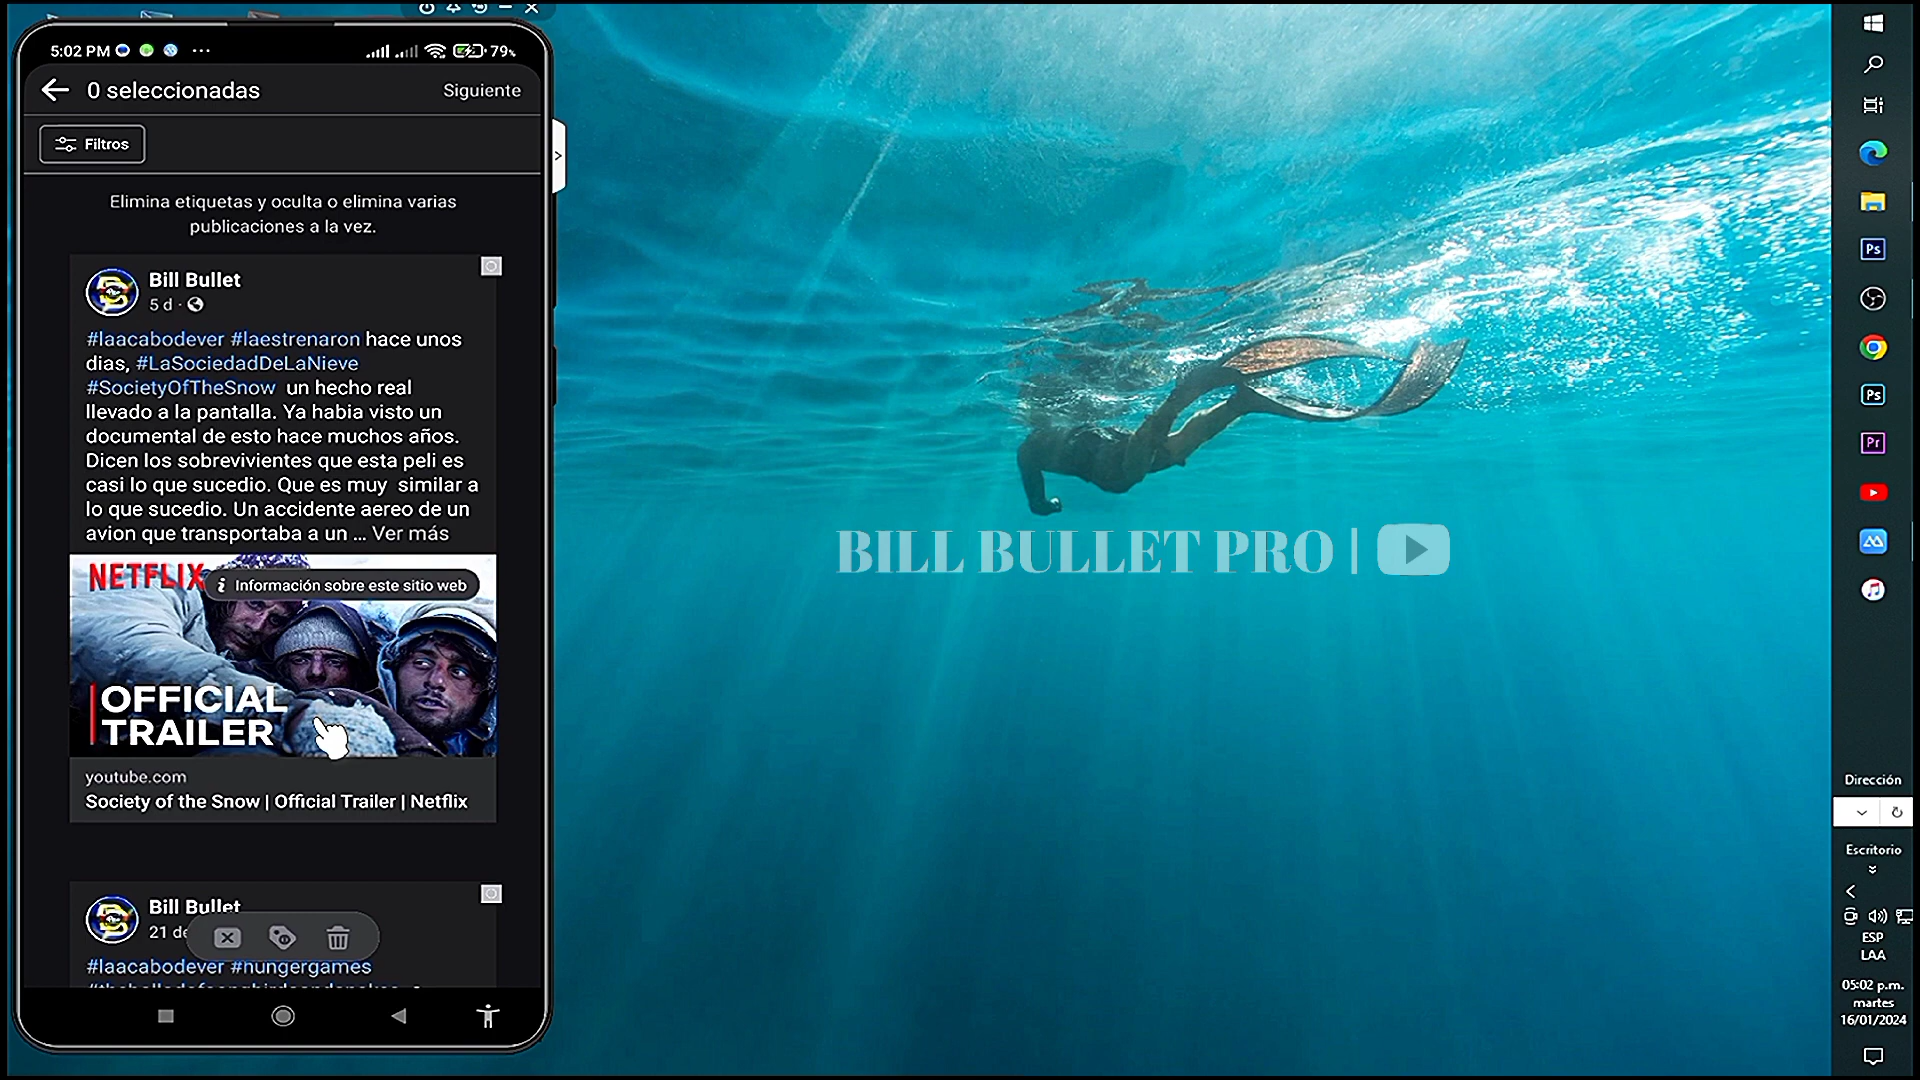 5:02 PM
79%
0 seleccionadas
Siguiente
Filtros
Elimina etiquetas y oculta o elimina varias
publicaciones a la vez.
Bill Bullet
5 d ·
#laacabodever #laestrenaron hace unos
dias, #LaSociedadDeLaNieve
#SocietyOfTheSnow un hecho real
llevado a la pantalla. Ya habia visto un
documental de esto hace muchos años.
Dicen los sobrevivientes que esta peli es
casi lo que sucedio. Que es muy similar a
lo que sucedio. Un accidente aereo de un
avion que transportaba a un ... Ver más
NETFLIX
Información sobre este sitio web
OFFICIAL
TRAILER
youtube.com
Society of the Snow | Official Trailer | Netflix
Bill Bullet
21 de
#laacabodever #hungergames
BILL BULLET PRO |
Ps
Ps
Pr
Dirección
Escritorio
ESP
LAA
05:02 p.m.
martes
16/01/2024